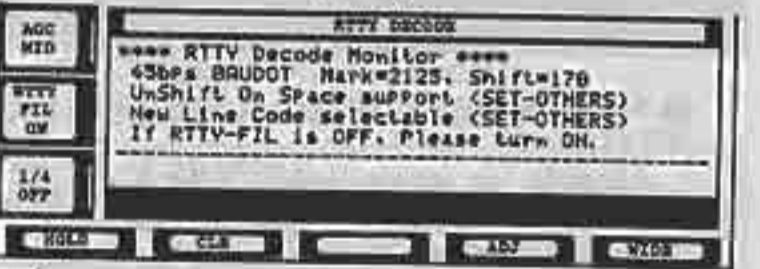 AGC
MID
RTTY
FIL
ON
1/4
OFF
RTTY DECODE
**** RTTY Decode Monitor ****
45bPs BAUDOT Mark=2125, Shift=170
UnShift On Space suPPort (SET-OTHERS)
New Line Code selectable (SET-OTHERS)
If RTTY-FIL is OFF, Please turn ON.
HOLD
CLR
ADJ
WIDE